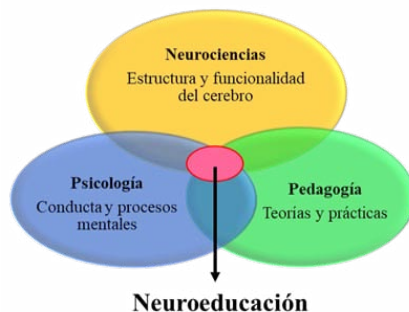 Neurociencias
Estructura y funcionalidad
del cerebro
Psicología
Conducta y procesos
mentales
Pedagogía
Teorías y prácticas
Neuroeducación